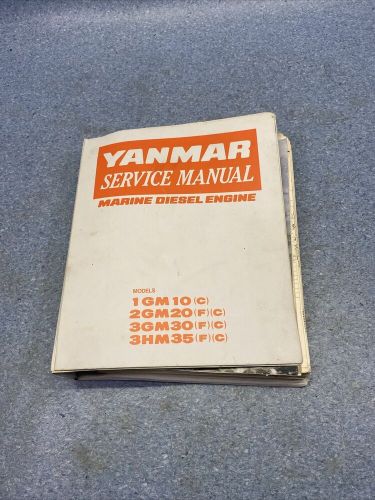 YANMAR
SERVICE MANUAL
MARINE DIESEL ENGINE
MODELS
1GM10(C)
2GM20(F)(C)
3GM30(F)(C)
3HM35(F)(C)